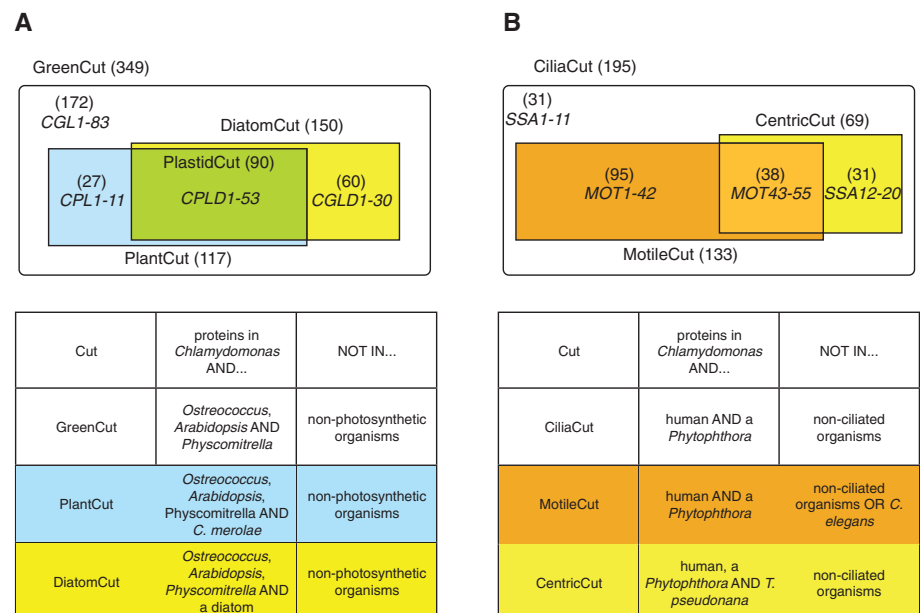 A
GreenCut (349)
(172)
CGL1-83
DiatomCut (150)
PlastidCut (90)
(27)
CPL1-11
CPLD1-53
(60)
CGLD1-30
PlantCut (117)
Cut
proteins in
Chlamydomonas
AND...
NOT IN...
GreenCut
Ostreococcus,
Arabidopsis AND
Physcomitrella
non-photosynthetic
organisms
PlantCut
Ostreococcus,
Arabidopsis,
Physcomitrella AND
C. merolae
non-photosynthetic
organisms
DiatomCut
Ostreococcus,
Arabidopsis,
Physcomitrella AND
a diatom
non-photosynthetic
organisms
B
CiliaCut (195)
(31)
SSA1-11
CentricCut (69)
(95)
MOT1-42
(38)
MOT43-55
(31)
SSA12-20
MotileCut (133)
Cut
proteins in
Chlamydomonas
AND...
NOT IN...
CiliaCut
human AND a
Phytophthora
non-ciliated
organisms
MotileCut
human AND a
Phytophthora
non-ciliated
organisms OR C.
elegans
CentricCut
human, a
Phytophthora AND T.
pseudonana
non-ciliated
organisms